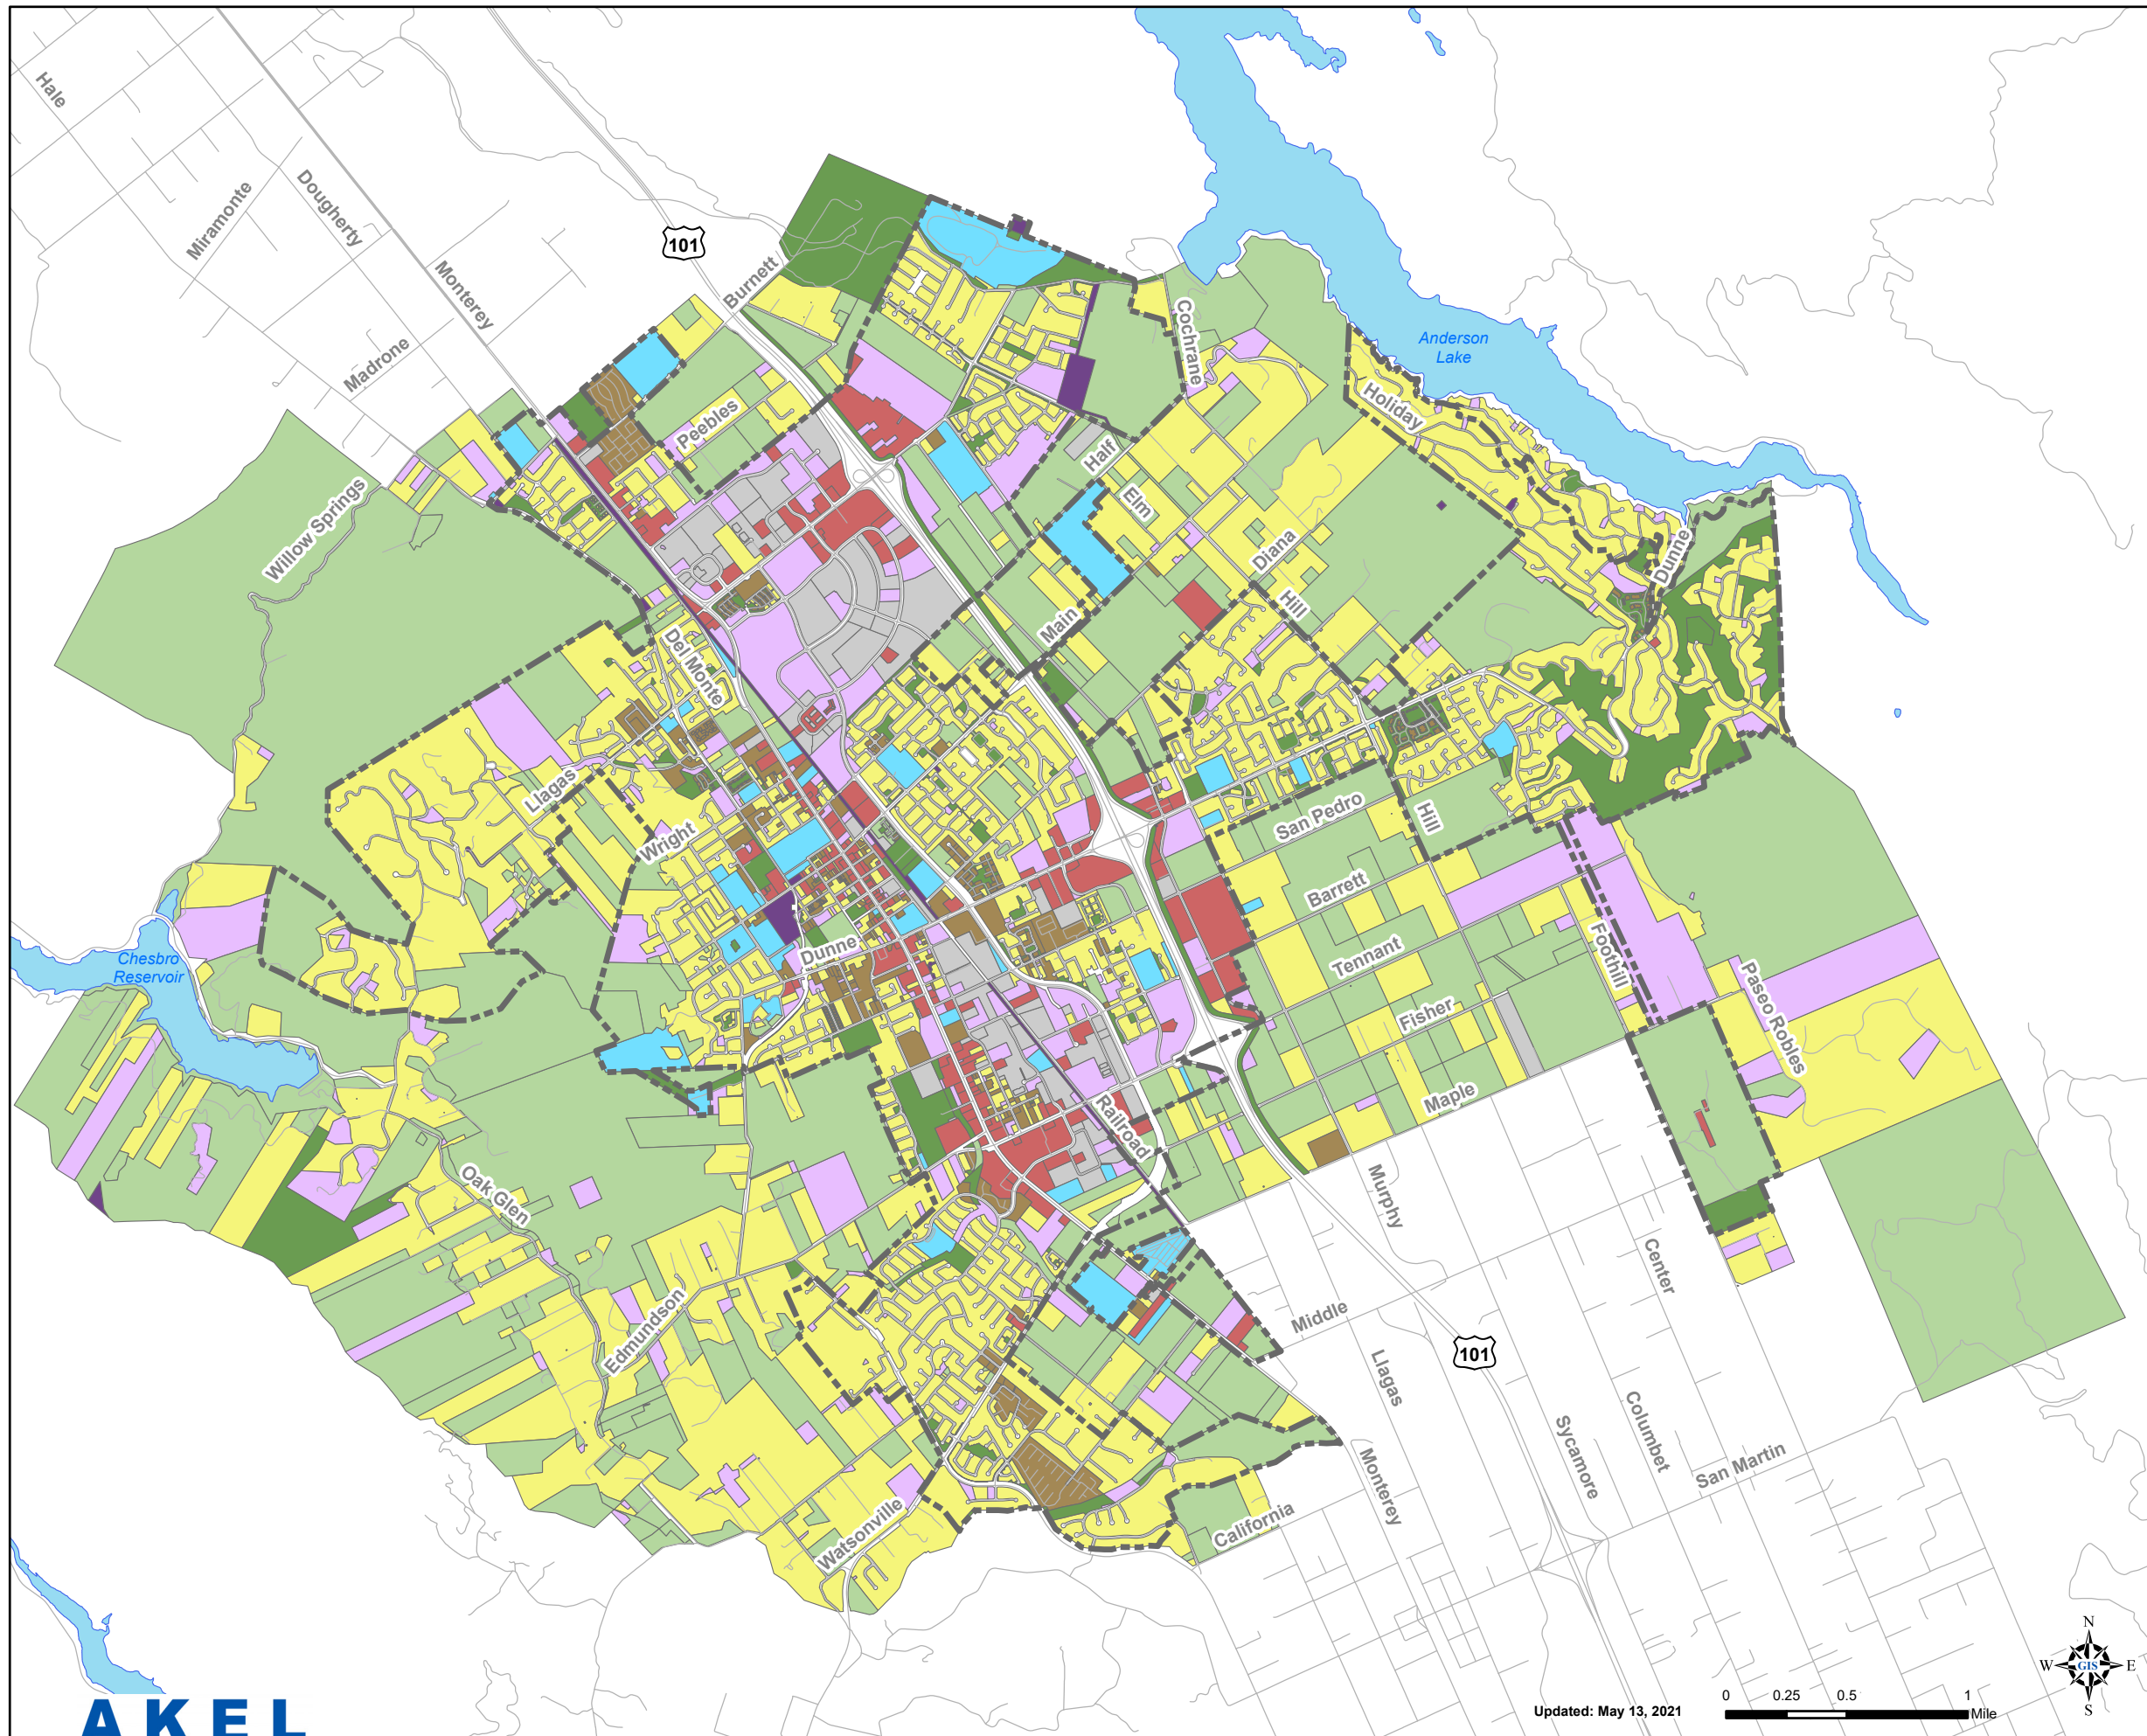 Hale
Miramonte
Dougherty
Monterey
Madrone
101
Burnett
Cochrane
Anderson
Lake
Holiday
Peebles
Half
Elm
Willow Springs
Diana
Dunne
Hill
Main
Del Monte
Llagas
Wright
San Pedro
Hill
Barrett
Dunne
Tennant
Foothill
Chesbro
Reservoir
Paseo Robles
Fisher
Maple
Railroad
Oak Glen
Murphy
Center
Edmundson
Middle
101
Llagas
Columbet
Sycamore
San Martin
Monterey
Watsonville
California
N
W
GIS
E
S
AKEL
Updated: May 13, 2021
0 0.25 0.5 1
Mile